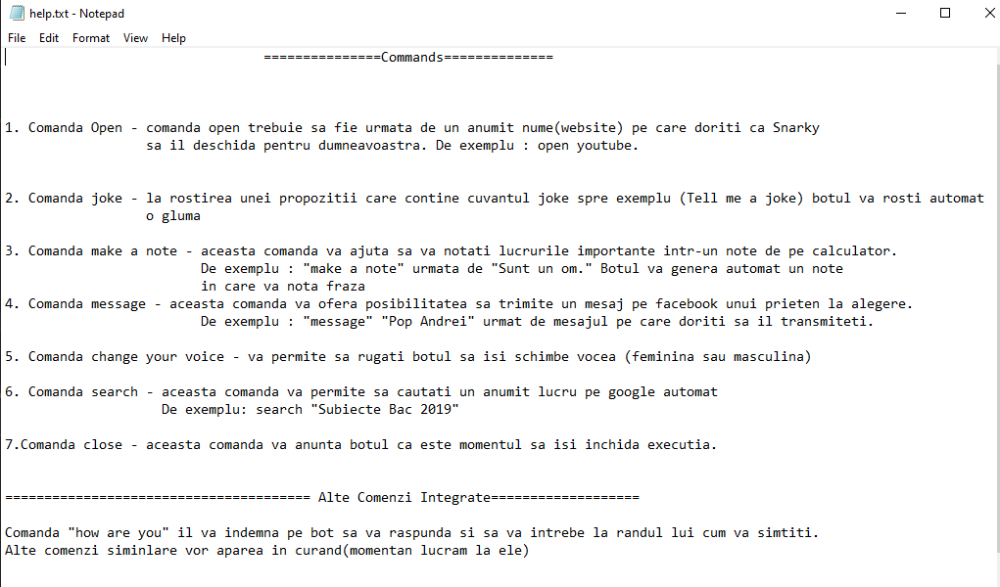 help.txt - Notepad
File Edit Format View Help
===============Commands==============
1. Comanda Open - comanda open trebuie sa fie urmata de un anumit nume(website) pe care doriti ca Snarky
sa il deschida pentru dumneavoastra. De exemplu : open youtube.
2. Comanda joke - la rostirea unei propozitii care contine cuvantul joke spre exemplu (Tell me a joke) botul va rosti automat
o gluma
3. Comanda make a note - aceasta comanda va ajuta sa va notati lucrurile importante intr-un note de pe calculator.
De exemplu : "make a note" urmata de "Sunt un om." Botul va genera automat un note
in care va nota fraza
4. Comanda message - aceasta comanda va ofera posibilitatea sa trimite un mesaj pe facebook unui prieten la alegere.
De exemplu : "message" "Pop Andrei" urmat de mesajul pe care doriti sa il transmiteti.
5. Comanda change your voice - va permite sa rugati botul sa isi schimbe vocea (feminina sau masculina)
6. Comanda search - aceasta comanda va permite sa cautati un anumit lucru pe google automat
De exemplu: search "Subiecte Bac 2019"
7.Comanda close - aceasta comanda va anunta botul ca este momentul sa isi inchida executia.
======================================= Alte Comenzi Integrate===================
Comanda "how are you" il va indemna pe bot sa va raspunda si sa va intrebe la randul lui cum va simtiti.
Alte comenzi siminlare vor aparea in curand(momentan lucram la ele)